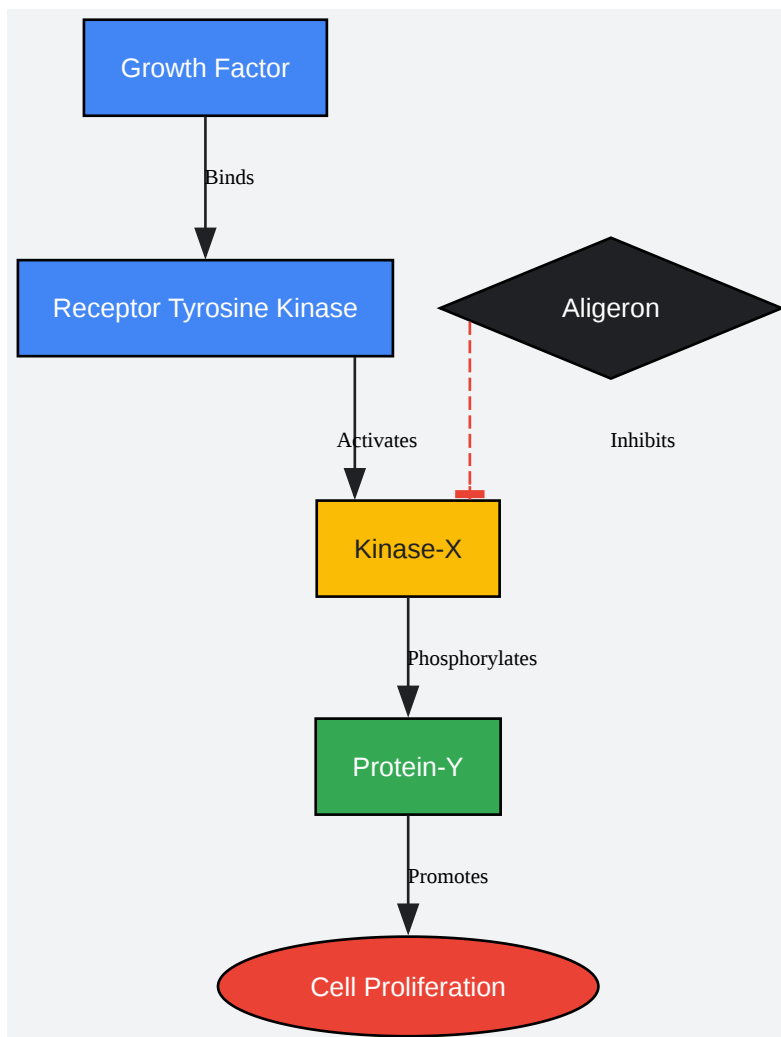 Growth Factor
Binds
Receptor Tyrosine Kinase
Aligeron
Activates
Inhibits
Kinase-X
Phosphorylates
Protein-Y
Promotes
Cell Proliferation